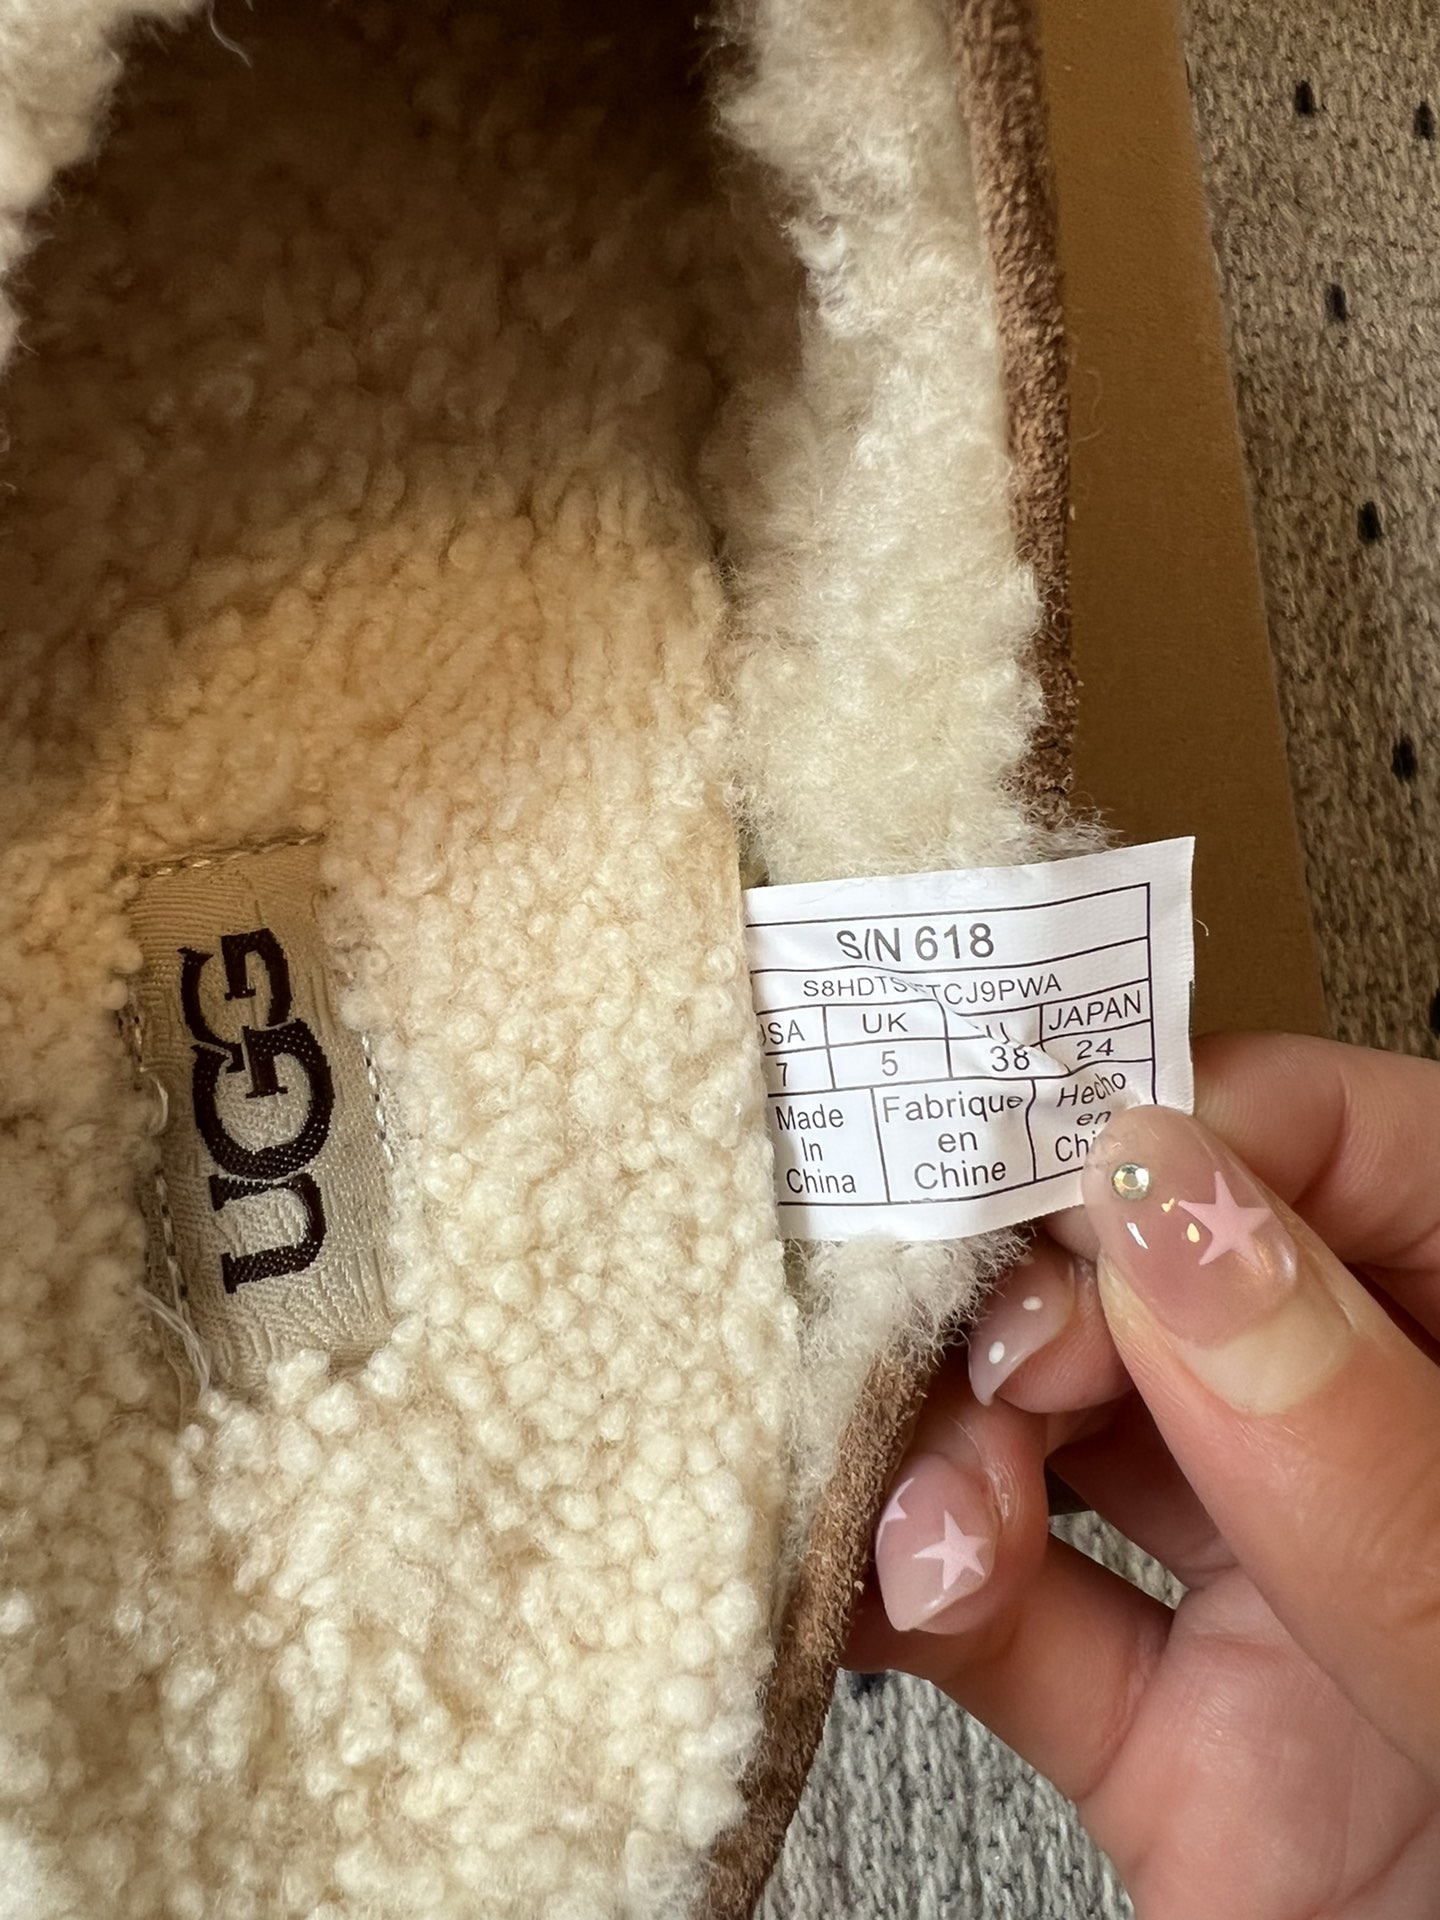 UGG
S/N 618
USA UK JAPAN
7 5 38 24
Made Fabrique Hecho
In en en
China Chine